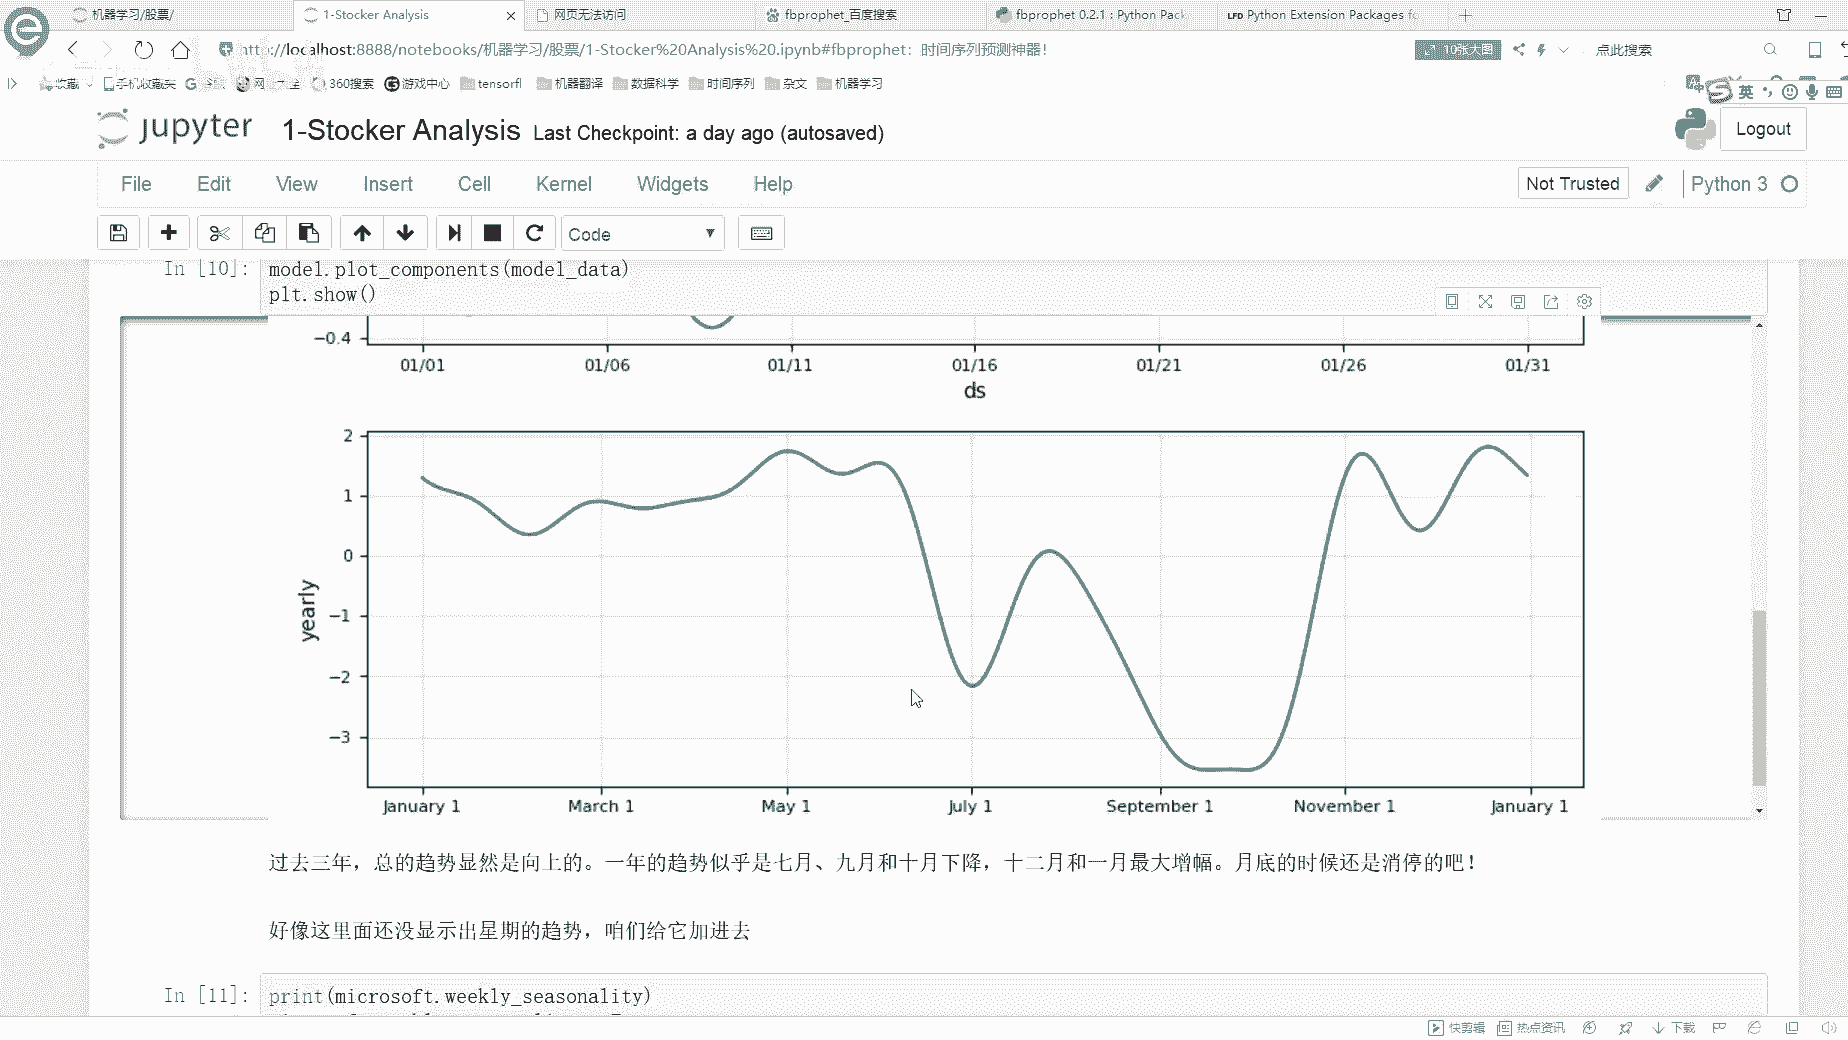 机器学习/股票/
1-Stocker Analysis
网页无法访问
fbprophet_百度搜索
fbprophet 0.2.1 : Python Pack
LFD Python Extension Packages fo
http://localhost:8888/notebooks/机器学习/股票/1-Stocker%20Analysis%20.ipynb#fbprophet：时间序列预测神器!
10张大图
点此搜索
收藏
手机收藏夹
360搜索
游戏中心
tensorfl
机器翻译
数据科学
时间序列
杂文
机器学习
英
jupyter
1-Stocker Analysis
Last Checkpoint: a day ago (autosaved)
Logout
File
Edit
View
Insert
Cell
Kernel
Widgets
Help
Not Trusted
Python 3
Code
In [10]:
model.plot_components(model_data)
plt.show()
−0.4
01/01
01/06
01/11
01/16
01/21
01/26
01/31
ds
2
1
0
−1
−2
−3
yearly
January 1
March 1
May 1
July 1
September 1
November 1
January 1
过去三年，总的趋势显然是向上的。一年的趋势似乎是七月、九月和十月下降，十二月和一月最大增幅。月底的时候还是消停的吧！
好像这里面还没显示出星期的趋势，咱们给它加进去
In [11]:
print(microsoft.weekly_seasonality)
快剪辑
热点资讯
下载